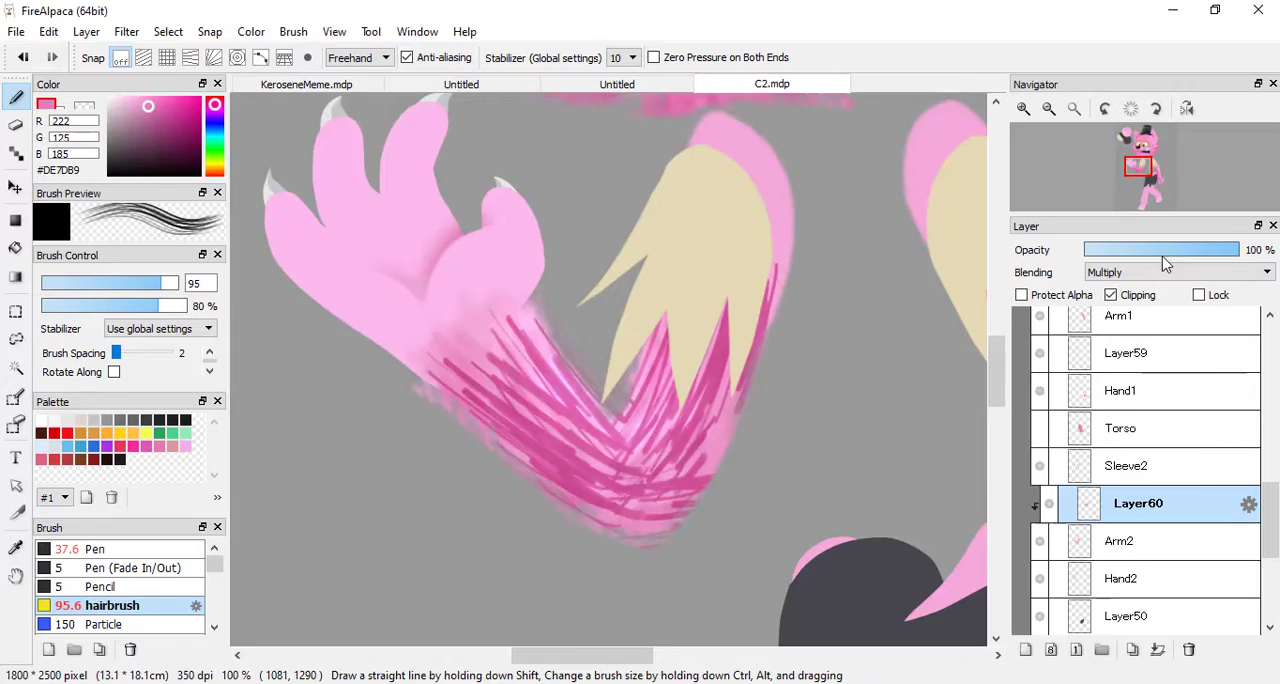 FireAlpaca (64bit)
File Edit Layer Filter Select Snap Color Brush View Tool Window Help
Snap off Freehand Anti-aliasing Stabilizer (Global settings) 10 Zero Pressure on Both Ends
Color
R 222
G 125
B 185
#DE7DB9
Brush Preview
Brush Control
95
80 %
Stabilizer Use global settings
Brush Spacing 2
Rotate Along
Palette
#1
Brush
37.6 Pen
5 Pen (Fade In/Out)
5 Pencil
95.6 hairbrush
150 Particle
KeroseneMeme.mdp Untitled Untitled C2.mdp
Navigator
Layer
Opacity 100 %
Blending Multiply
Protect Alpha Clipping Lock
Arm1
Layer59
Hand1
Torso
Sleeve2
Layer60
Arm2
Hand2
Layer50
1800 * 2500 pixel (13.1 * 18.1cm) 350 dpi 100 % ( 1081, 1290 ) Draw a straight line by holding down Shift, Change a brush size by holding down Ctrl, Alt, and dragging